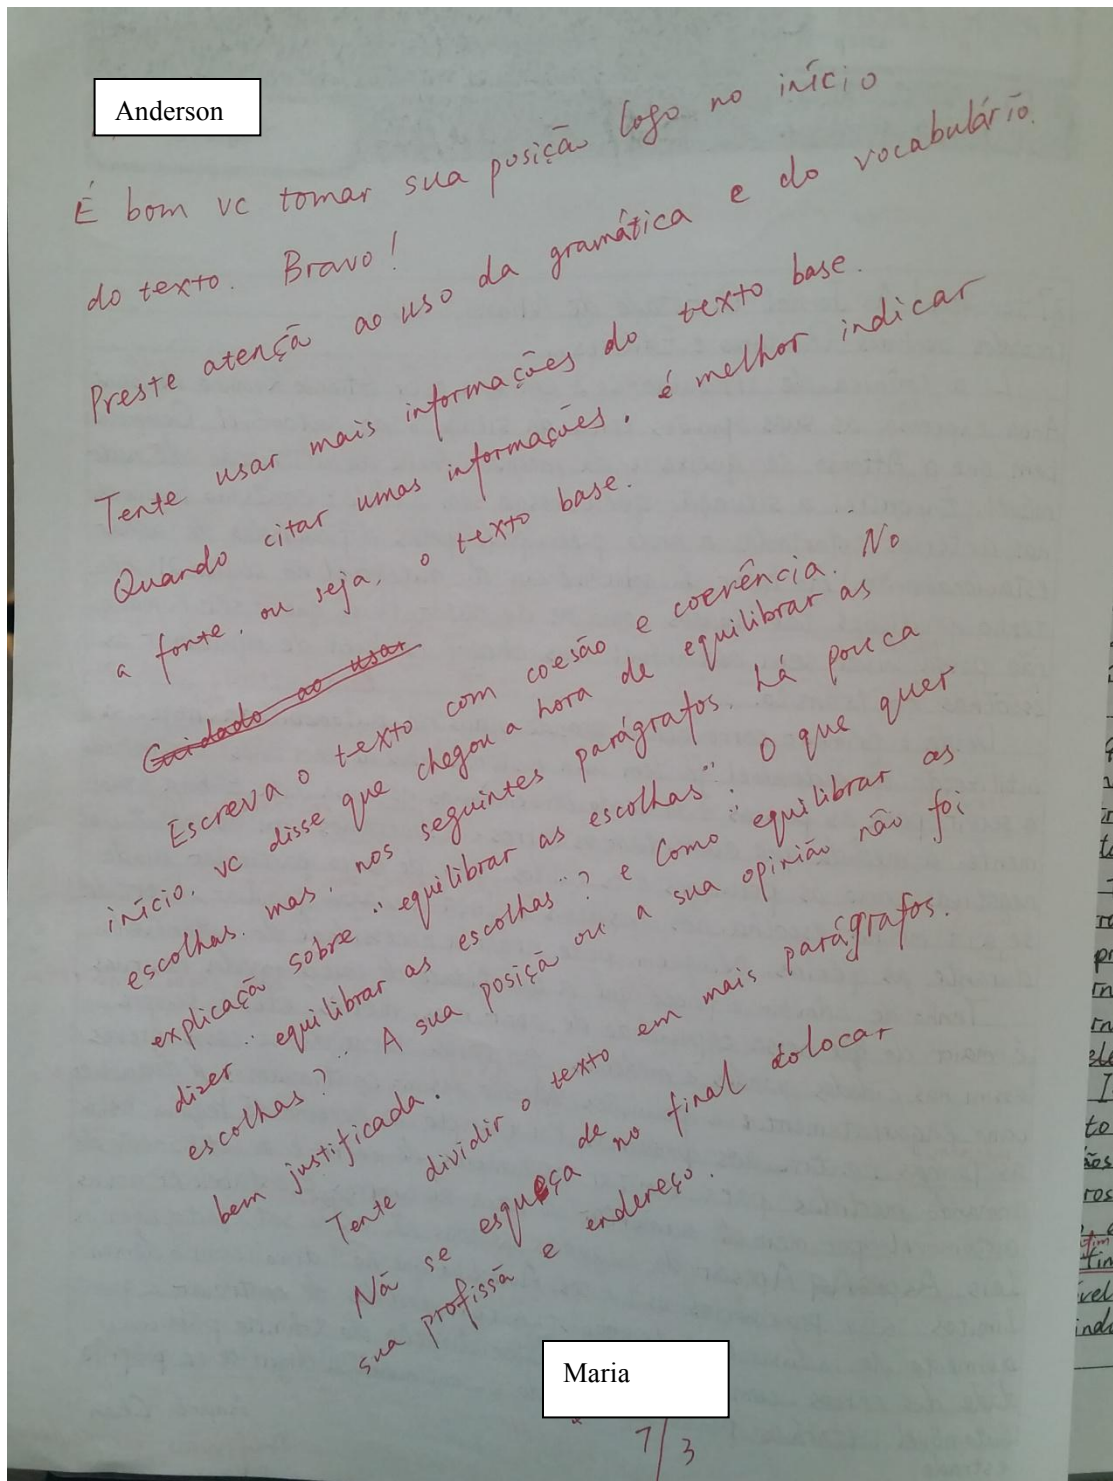 Anderson
É bom vc tomar sua posição logo no início
do texto. Bravo!
Preste atenção ao uso da gramática e do vocabulário.
Tente usar mais informações do texto base.
Quando citar umas informações, é melhor indicar
a fonte, ou seja, o texto base.
Cuidado ao usar
Escreva o texto com coesão e coerência. No
início, vc disse que chegou a hora de equilibrar as
escolhas, mas, nos seguintes parágrafos, há pouca
explicação sobre "equilibrar as escolhas". O que quer
dizer "equilibrar as escolhas"? e Como "equilibrar as
escolhas?" A sua posição ou a sua opinião não foi
bem justificada.
Tente dividir o texto em mais parágrafos.
Não se esqueça de no final colocar
sua profissão e endereço.
Maria
7/3